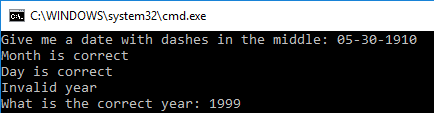 C:\WINDOWS\system32\cmd.exe
Give me a date with dashes in the middle: 05-30-1910
Month is correct
Day is correct
Invalid year
What is the correct year: 1999